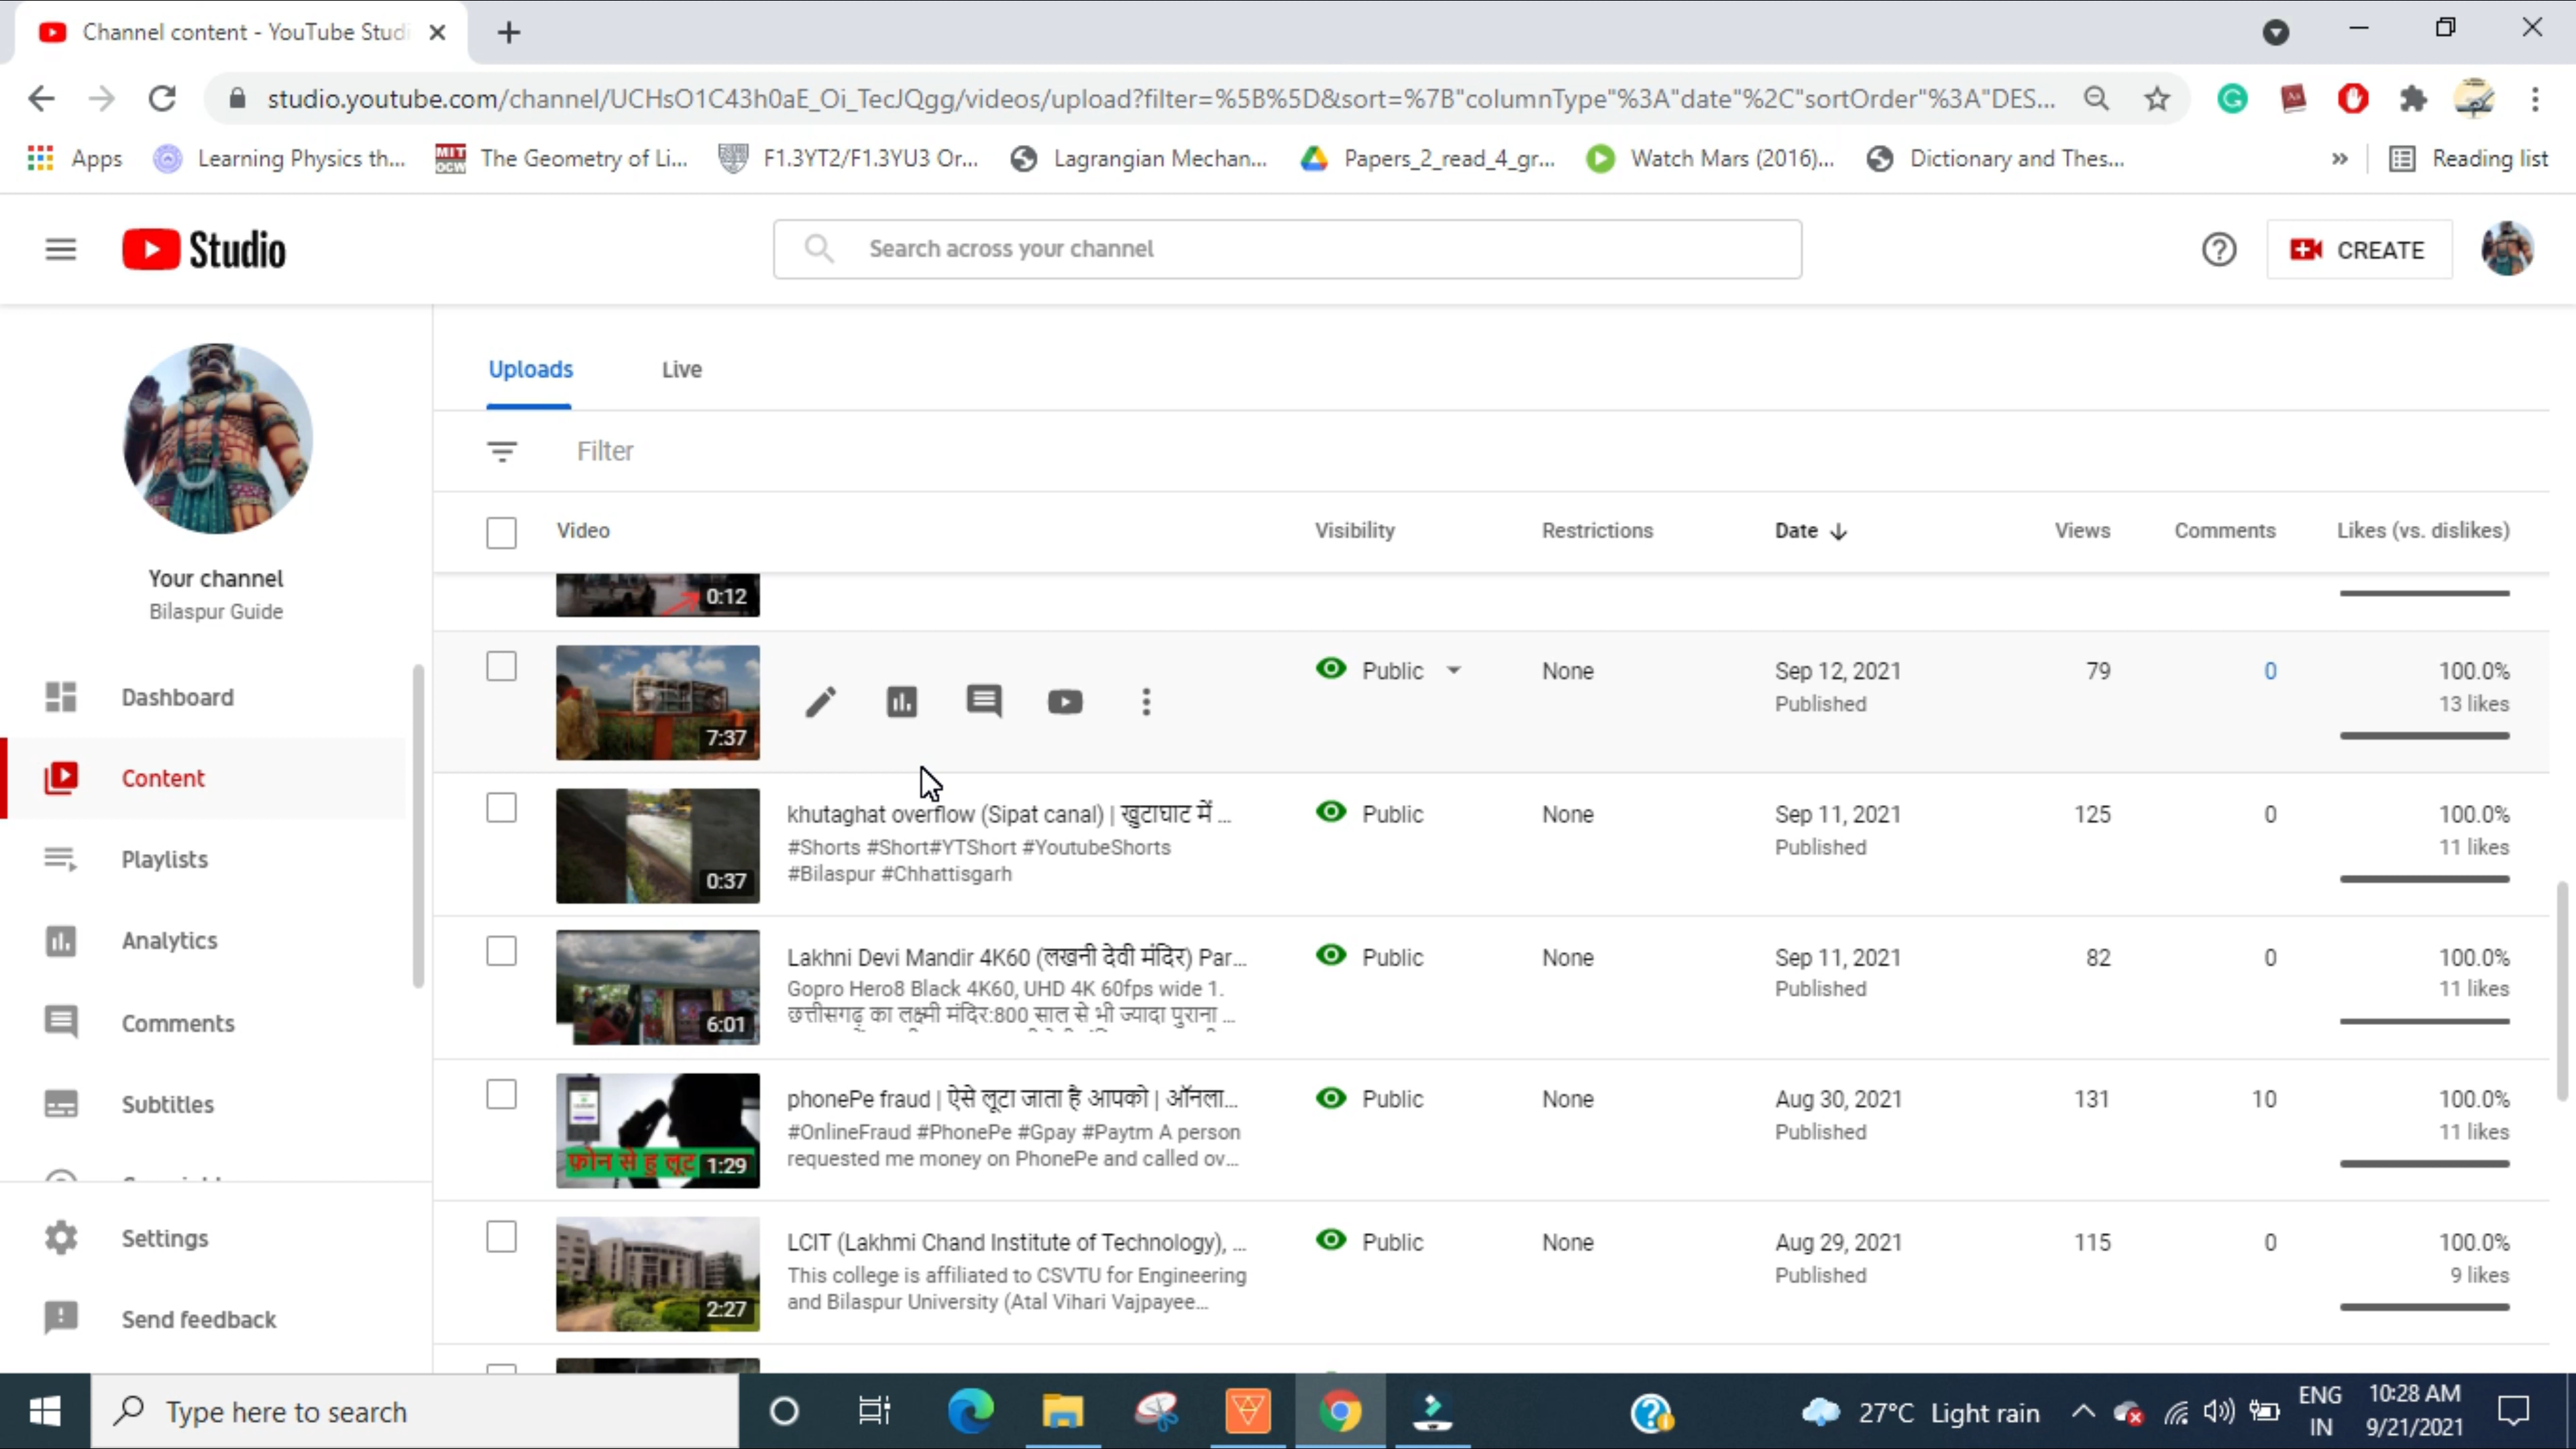 Channel content - YouTube Studi
studio.youtube.com/channel/UCHsO1C43h0aE_Oi_TecJQgg/videos/upload?filter=%5B%5D&sort=%7B"columnType"%3A"date"%2C"sortOrder"%3A"DES...
Apps Learning Physics th... MIT OCW The Geometry of Li... F1.3YT2/F1.3YU3 Or... Lagrangian Mechan... Papers_2_read_4_gr... Watch Mars (2016)... Dictionary and Thes... » Reading list
Studio Search across your channel CREATE
Uploads Live
Filter
Video Visibility Restrictions Date Views Comments Likes (vs. dislikes)
0:12
Your channel
Bilaspur Guide
Dashboard
Content
Playlists
Analytics
Comments
Subtitles
Settings
Send feedback
7:37
Public None Sep 12, 2021 79 0 100.0%
Published 13 likes
khutaghat overflow (Sipat canal) | खुटाघाट में ... Public None Sep 11, 2021 125 0 100.0%
#Shorts #Short#YTShort #YoutubeShorts Published 11 likes
#Bilaspur #Chhattisgarh
0:37
Lakhni Devi Mandir 4K60 (लखनी देवी मंदिर) Par... Public None Sep 11, 2021 82 0 100.0%
Gopro Hero8 Black 4K60, UHD 4K 60fps wide 1. Published 11 likes
छत्तीसगढ़ का लक्ष्मी मंदिर:800 साल से भी ज्यादा पुराना ...
6:01
phonePe fraud | ऐसे लूटा जाता है आपको | ऑनला... Public None Aug 30, 2021 131 10 100.0%
#OnlineFraud #PhonePe #Gpay #Paytm A person Published 11 likes
requested me money on PhonePe and called ov...
फ़ोन से हु लूट 1:29
LCIT (Lakhmi Chand Institute of Technology), ... Public None Aug 29, 2021 115 0 100.0%
This college is affiliated to CSVTU for Engineering Published 9 likes
and Bilaspur University (Atal Vihari Vajpayee...
2:27
Type here to search 27°C Light rain ENG 10:28 AM
IN 9/21/2021